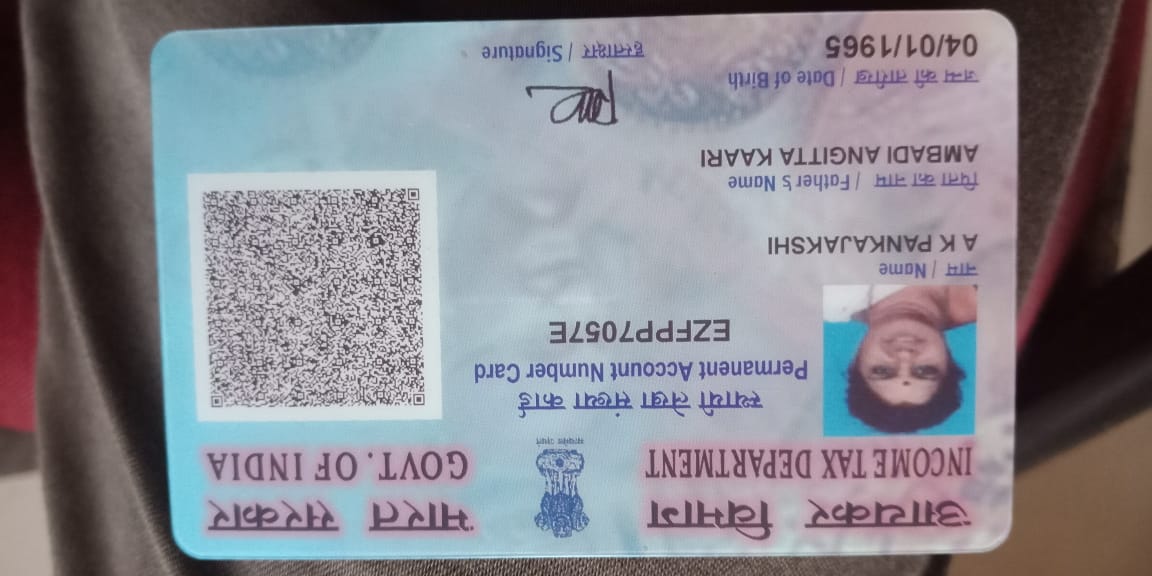 आयकर विभाग
INCOME TAX DEPARTMENT
भारत सरकार
GOVT. OF INDIA
सत्यमेव जयते
स्थायी लेखा संख्या कार्ड
Permanent Account Number Card
EZFPP7057E
नाम / Name
A K PANKAJAKSHI
पिता का नाम / Father's Name
AMBADI ANGITTA KAARI
जन्म की तारीख / Date of Birth
04/01/1965
हस्ताक्षर / Signature